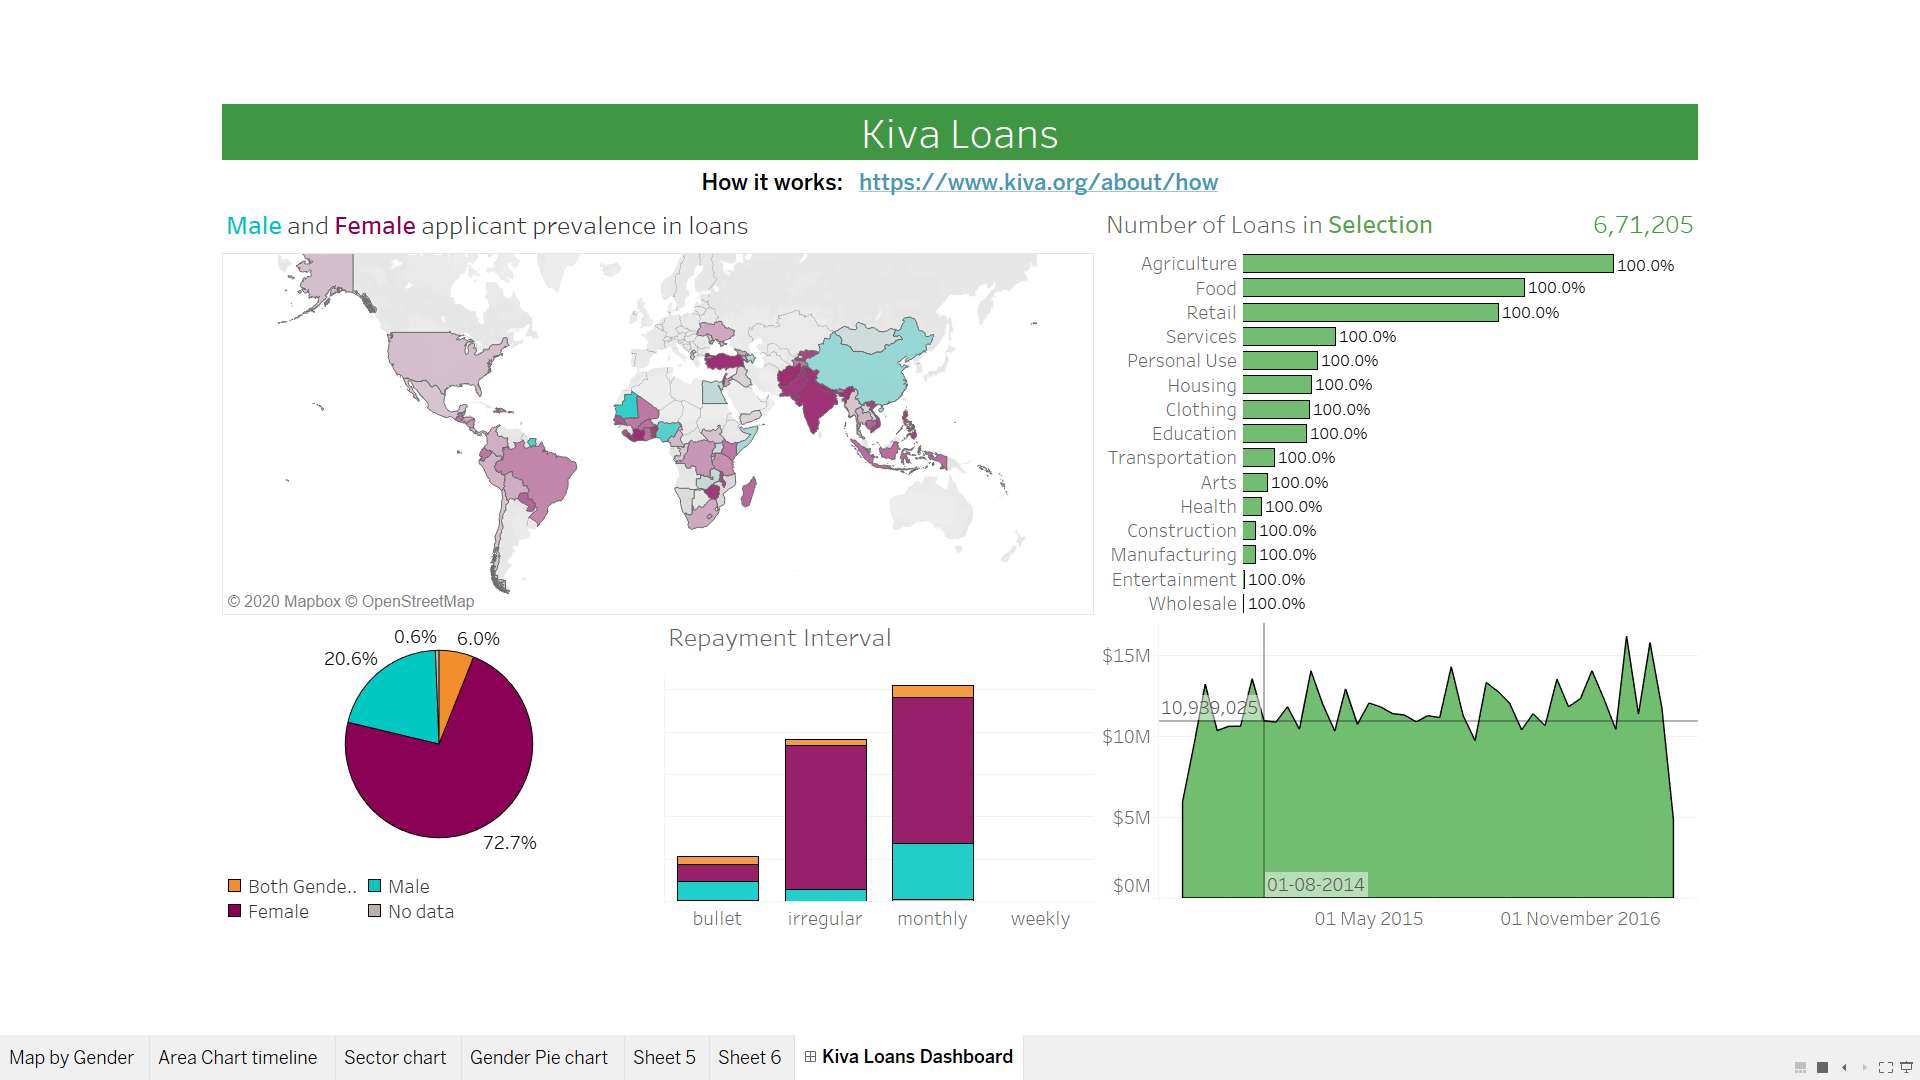 Kiva Loans
How it works: https://www.kiva.org/about/how
Male and Female applicant prevalence in loans
© 2020 Mapbox © OpenStreetMap
Number of Loans in Selection 6,71,205
Agriculture 100.0%
Food 100.0%
Retail 100.0%
Services 100.0%
Personal Use 100.0%
Housing 100.0%
Clothing 100.0%
Education 100.0%
Transportation 100.0%
Arts 100.0%
Health 100.0%
Construction 100.0%
Manufacturing 100.0%
Entertainment 100.0%
Wholesale 100.0%
0.6% 6.0%
20.6%
72.7%
Both Gende.. Male
Female No data
Repayment Interval
bullet irregular monthly weekly
$15M
10,939,025
$10M
$5M
$0M
01-08-2014
01 May 2015 01 November 2016
Map by Gender Area Chart timeline Sector chart Gender Pie chart Sheet 5 Sheet 6 Kiva Loans Dashboard